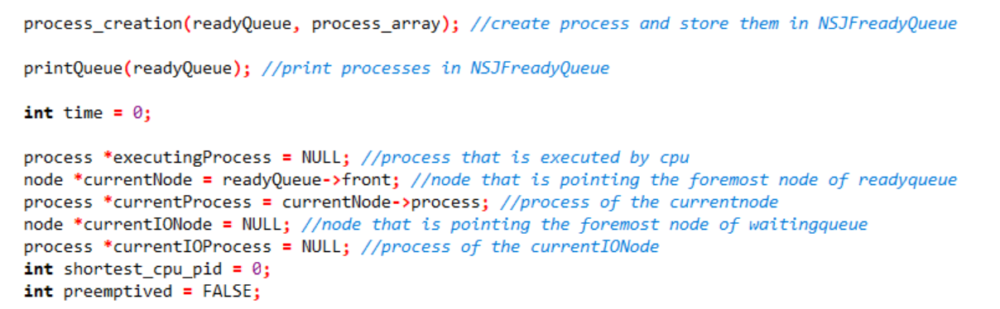 process_creation(readyQueue, process_array); //create process and store them in NSJFreadyQueue
printQueue(readyQueue); //print processes in NSJFreadyQueue
int time = 0;
process *executingProcess = NULL; //process that is executed by cpu
node *currentNode = readyQueue->front; //node that is pointing the foremost node of readyqueue
process *currentProcess = currentNode->process; //process of the currentnode
node *currentIONode = NULL; //node that is pointing the foremost node of waitingqueue
process *currentIOProcess = NULL; //process of the currentIONode
int shortest_cpu_pid = 0;
int preemptived = FALSE;